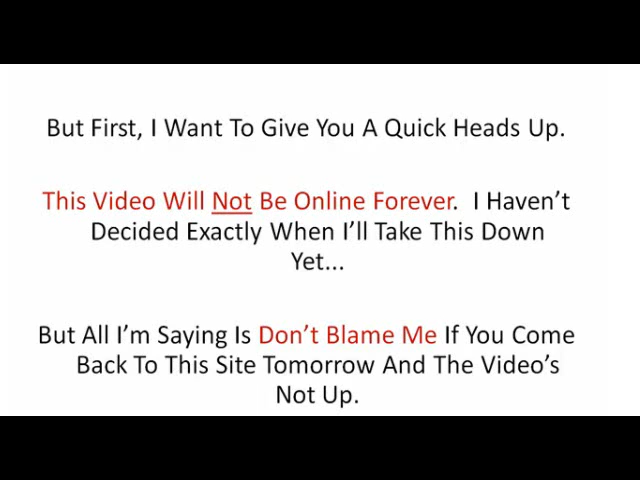 But First, I Want To Give You A Quick Heads Up.
This Video Will Not Be Online Forever.  I Haven’t
Decided Exactly When I’ll Take This Down
Yet...
But All I’m Saying Is Don’t Blame Me If You Come
Back To This Site Tomorrow And The Video’s
Not Up.